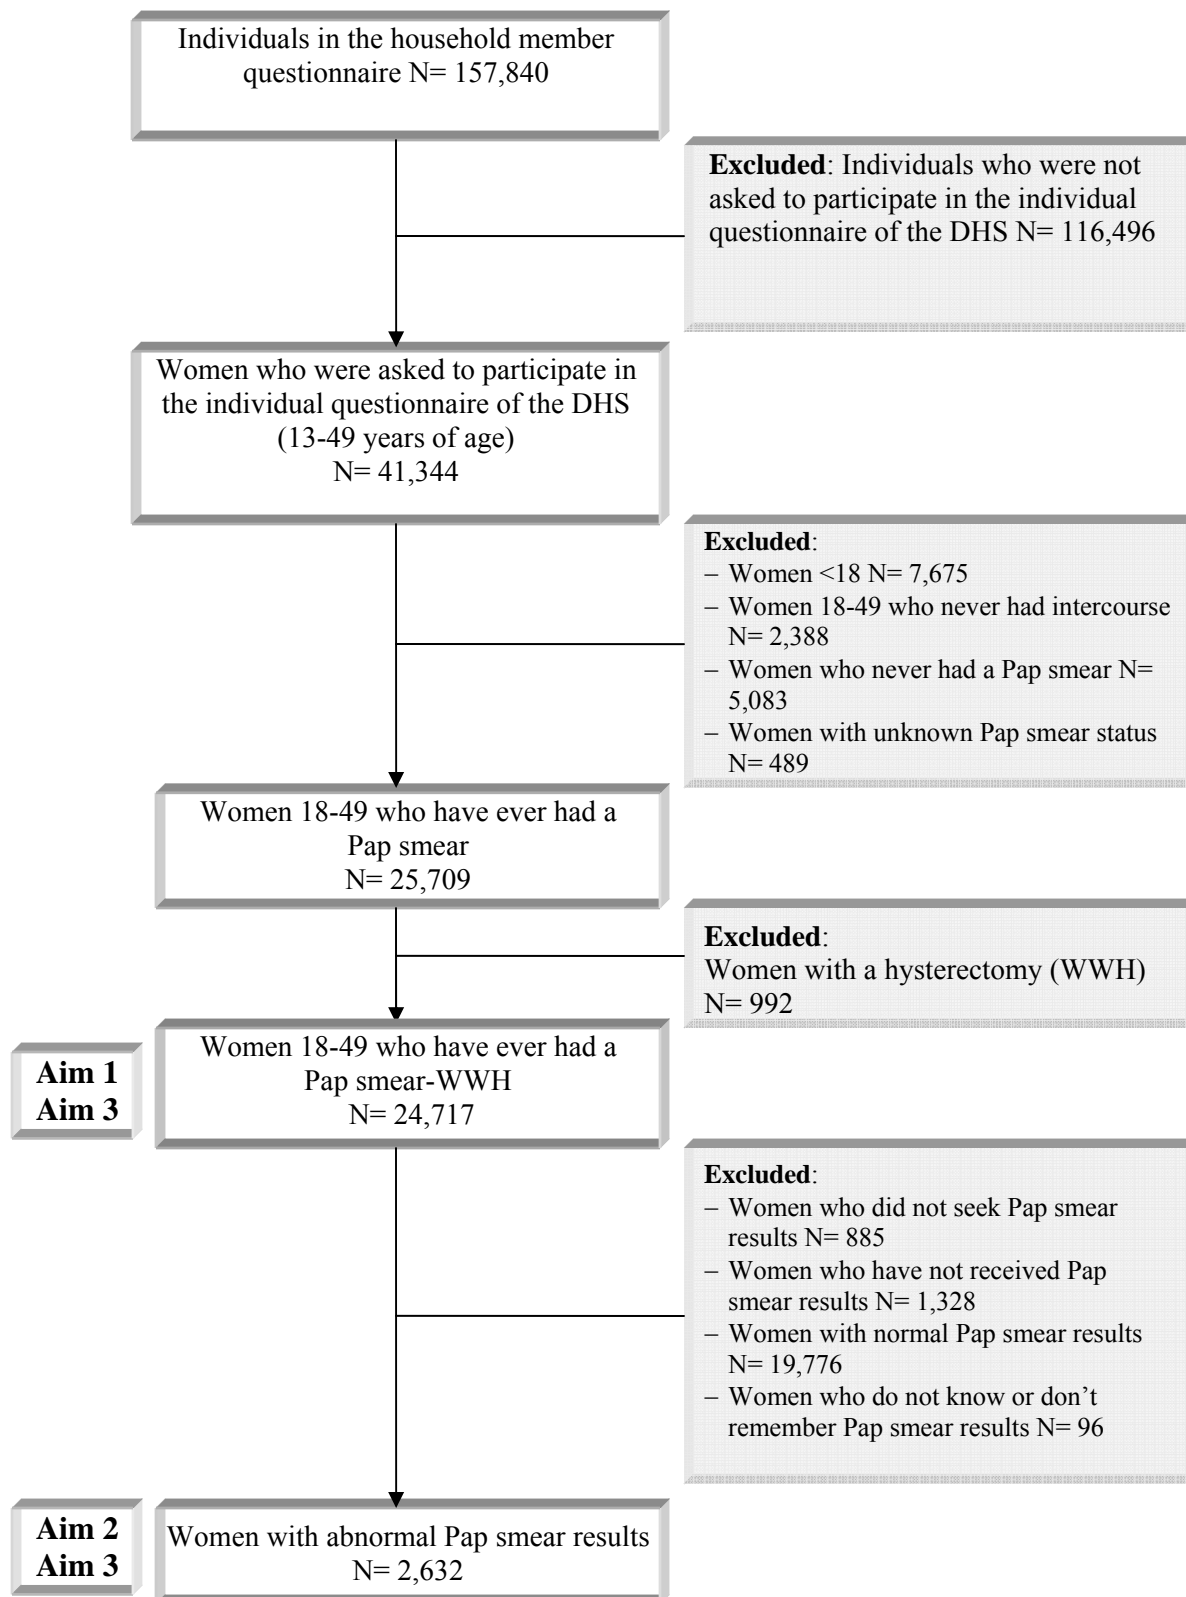 Individuals in the household member
questionnaire N= 157,840
Excluded: Individuals who were not
asked to participate in the individual
questionnaire of the DHS N= 116,496
Women who were asked to participate in
the individual questionnaire of the DHS
(13-49 years of age)
N= 41,344
Excluded:
– Women <18 N= 7,675
– Women 18-49 who never had intercourse
N= 2,388
– Women who never had a Pap smear N=
5,083
– Women with unknown Pap smear status
N= 489
Women 18-49 who have ever had a
Pap smear
N= 25,709
Excluded:
Women with a hysterectomy (WWH)
N= 992
Aim 1
Aim 3
Women 18-49 who have ever had a
Pap smear-WWH
N= 24,717
Excluded:
– Women who did not seek Pap smear
results N= 885
– Women who have not received Pap
smear results N= 1,328
– Women with normal Pap smear results
N= 19,776
– Women who do not know or don’t
remember Pap smear results N= 96
Aim 2
Aim 3
Women with abnormal Pap smear results
N= 2,632